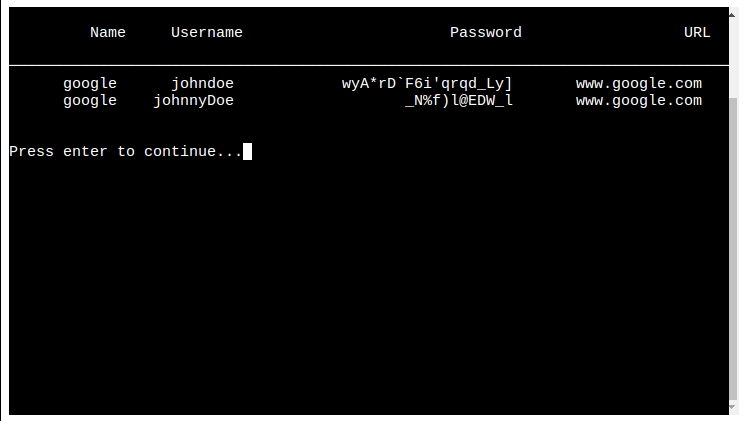 Name Username Password URL
google johndoe wyA*rD`F6i'qrqd_Ly] www.google.com
google johnnyDoe _N%f)l@EDW_l www.google.com
Press enter to continue...